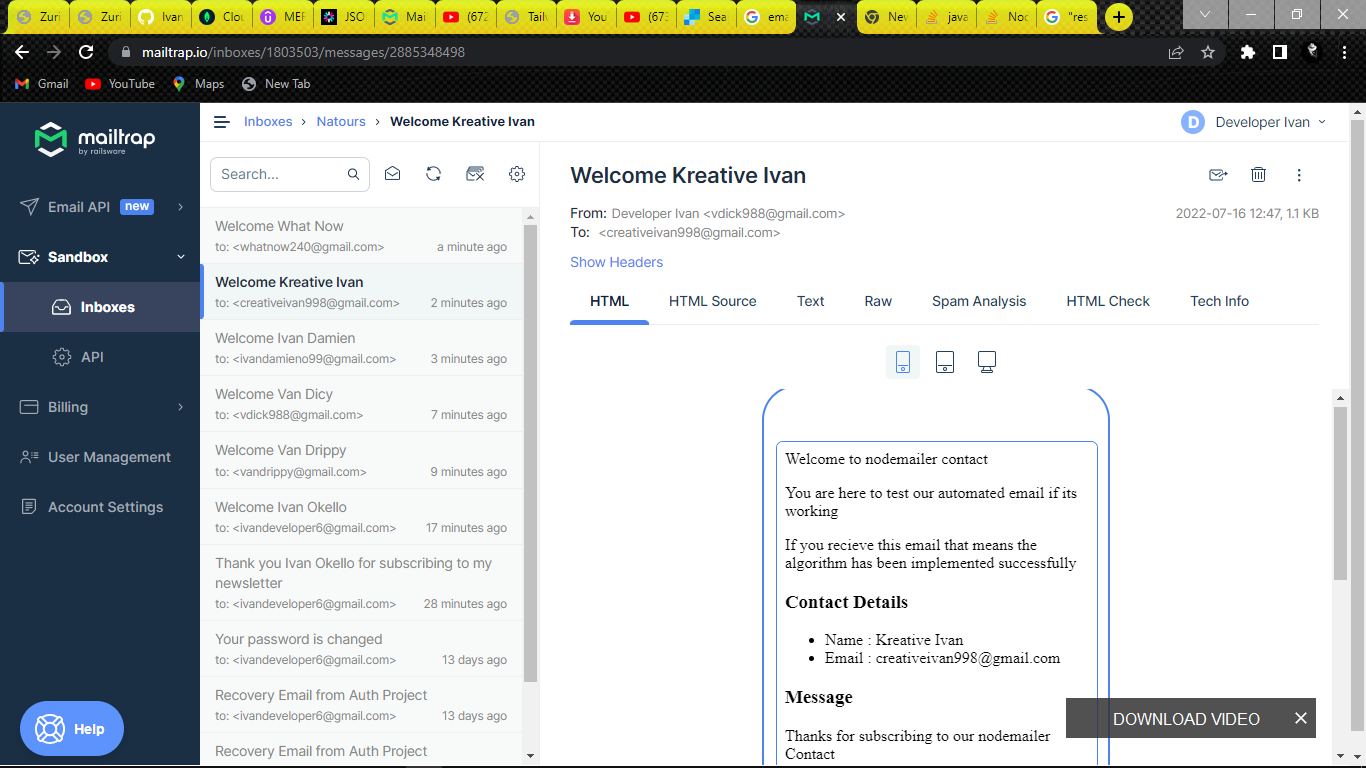 Zuri
Zuri
Ivan
Clou
MER
JSO
Mai
(672
Tail
You
(673
Sea
ema
New
java
Noc
"res
mailtrap.io/inboxes/1803503/messages/2885348498
Gmail
YouTube
Maps
New Tab
mailtrap
by railsware
Inboxes › Natours › Welcome Kreative Ivan
D Developer Ivan
Email API new
Sandbox
Inboxes
API
Billing
User Management
Account Settings
Help
Search...
Welcome What Now
to: <whatnow240@gmail.com> a minute ago
Welcome Kreative Ivan
to: <creativeivan998@gmail.com> 2 minutes ago
Welcome Ivan Damien
to: <ivandamieno99@gmail.com> 3 minutes ago
Welcome Van Dicy
to: <vdick988@gmail.com> 7 minutes ago
Welcome Van Drippy
to: <vandrippy@gmail.com> 9 minutes ago
Welcome Ivan Okello
to: <ivandeveloper6@gmail.com> 17 minutes ago
Thank you Ivan Okello for subscribing to my
newsletter
to: <ivandeveloper6@gmail.com> 28 minutes ago
Your password is changed
to: <ivandeveloper6@gmail.com> 13 days ago
Recovery Email from Auth Project
to: <ivandeveloper6@gmail.com> 13 days ago
Recovery Email from Auth Project
Welcome Kreative Ivan
From: Developer Ivan <vdick988@gmail.com> 2022-07-16 12:47, 1.1 KB
To: <creativeivan998@gmail.com>
Show Headers
HTML HTML Source Text Raw Spam Analysis HTML Check Tech Info
Welcome to nodemailer contact
You are here to test our automated email if its
working
If you recieve this email that means the
algorithm has been implemented successfully
Contact Details
• Name : Kreative Ivan
• Email : creativeivan998@gmail.com
Message
Thanks for subscribing to our nodemailer
Contact
DOWNLOAD VIDEO